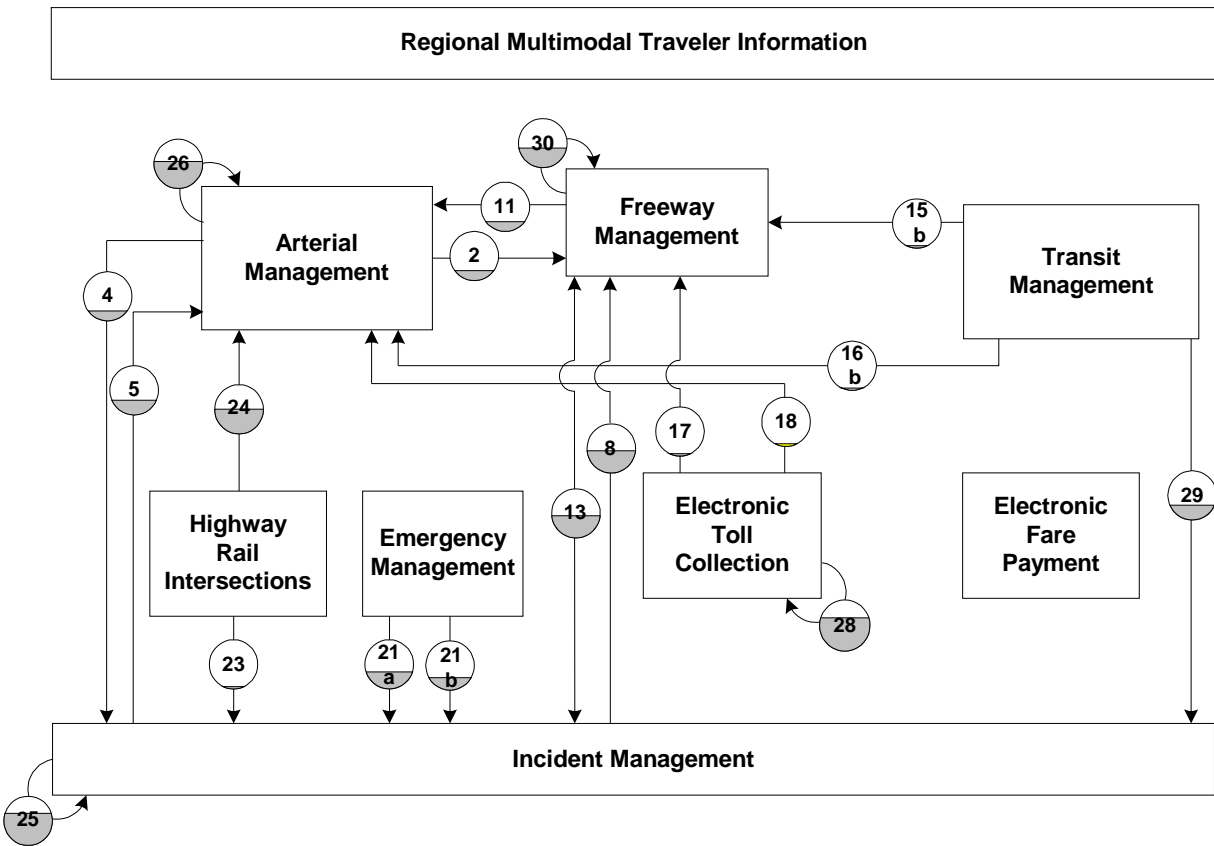 Regional Multimodal Traveler Information
30
26
11
Freeway
Management
15
b
Arterial
Management
2
Transit
Management
4
16
b
5
24
17
18
8
Highway
Rail
Intersections
Emergency
Management
13
Electronic
Toll
Collection
Electronic
Fare
Payment
29
28
23
21
a
21
b
Incident Management
25